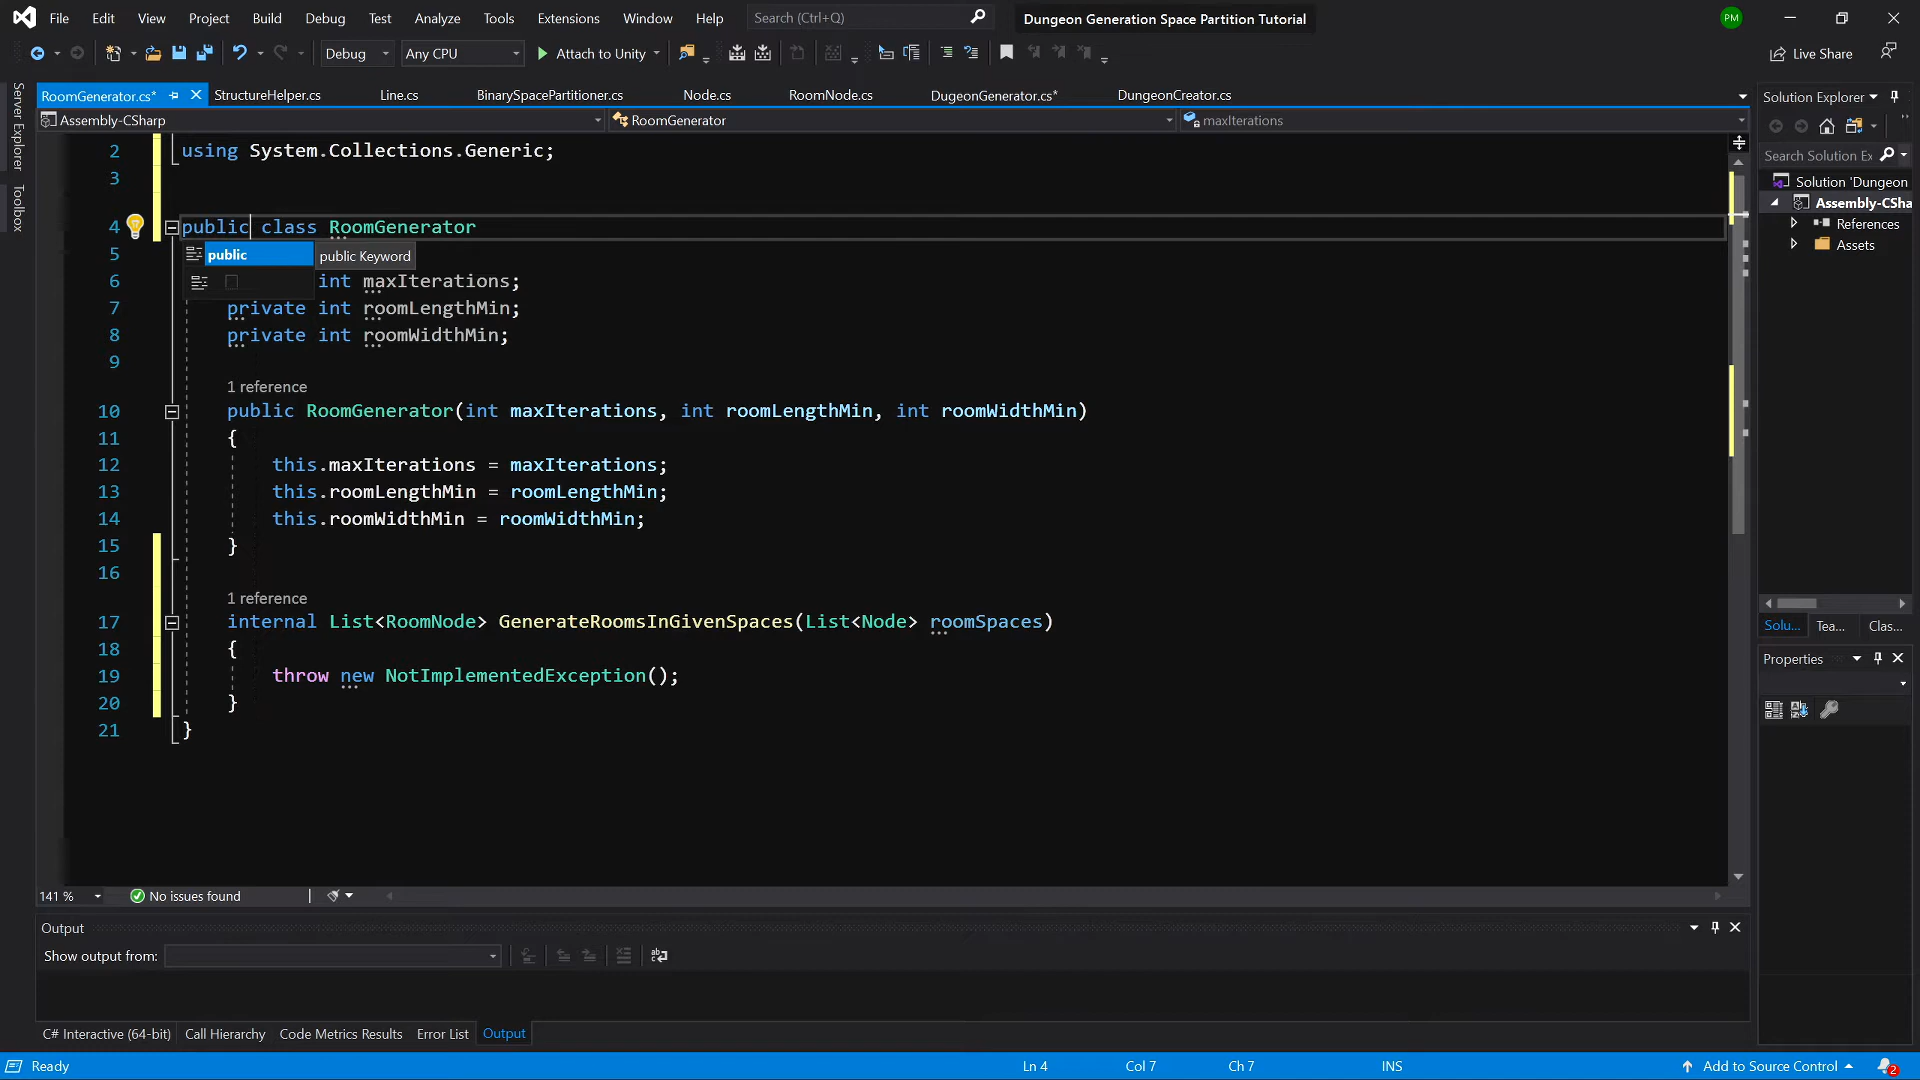 File Edit View Project Build Debug Test Analyze Tools Extensions Window Help Search (Ctrl+Q) Dungeon Generation Space Partition Tutorial PM
Debug Any CPU Attach to Unity Live Share
RoomGenerator.cs* StructureHelper.cs Line.cs BinarySpacePartitioner.cs Node.cs RoomNode.cs DugeonGenerator.cs* DungeonCreator.cs
Assembly-CSharp RoomGenerator maxIterations
Server Explorer
Toolbox
2 using System.Collections.Generic;
3
4 public class RoomGenerator
public public Keyword
5
6 int maxIterations;
7 private int roomLengthMin;
8 private int roomWidthMin;
9
1 reference
10 public RoomGenerator(int maxIterations, int roomLengthMin, int roomWidthMin)
11 {
12 this.maxIterations = maxIterations;
13 this.roomLengthMin = roomLengthMin;
14 this.roomWidthMin = roomWidthMin;
15 }
16
1 reference
17 internal List<RoomNode> GenerateRoomsInGivenSpaces(List<Node> roomSpaces)
18 {
19 throw new NotImplementedException();
20 }
21 }
141 % No issues found
Output
Show output from:
C# Interactive (64-bit) Call Hierarchy Code Metrics Results Error List Output
Solution Explorer
Search Solution Ex
Solution 'Dungeon
Assembly-CSha
References
Assets
Solu... Tea... Clas...
Properties
Ready Ln 4 Col 7 Ch 7 INS Add to Source Control 2